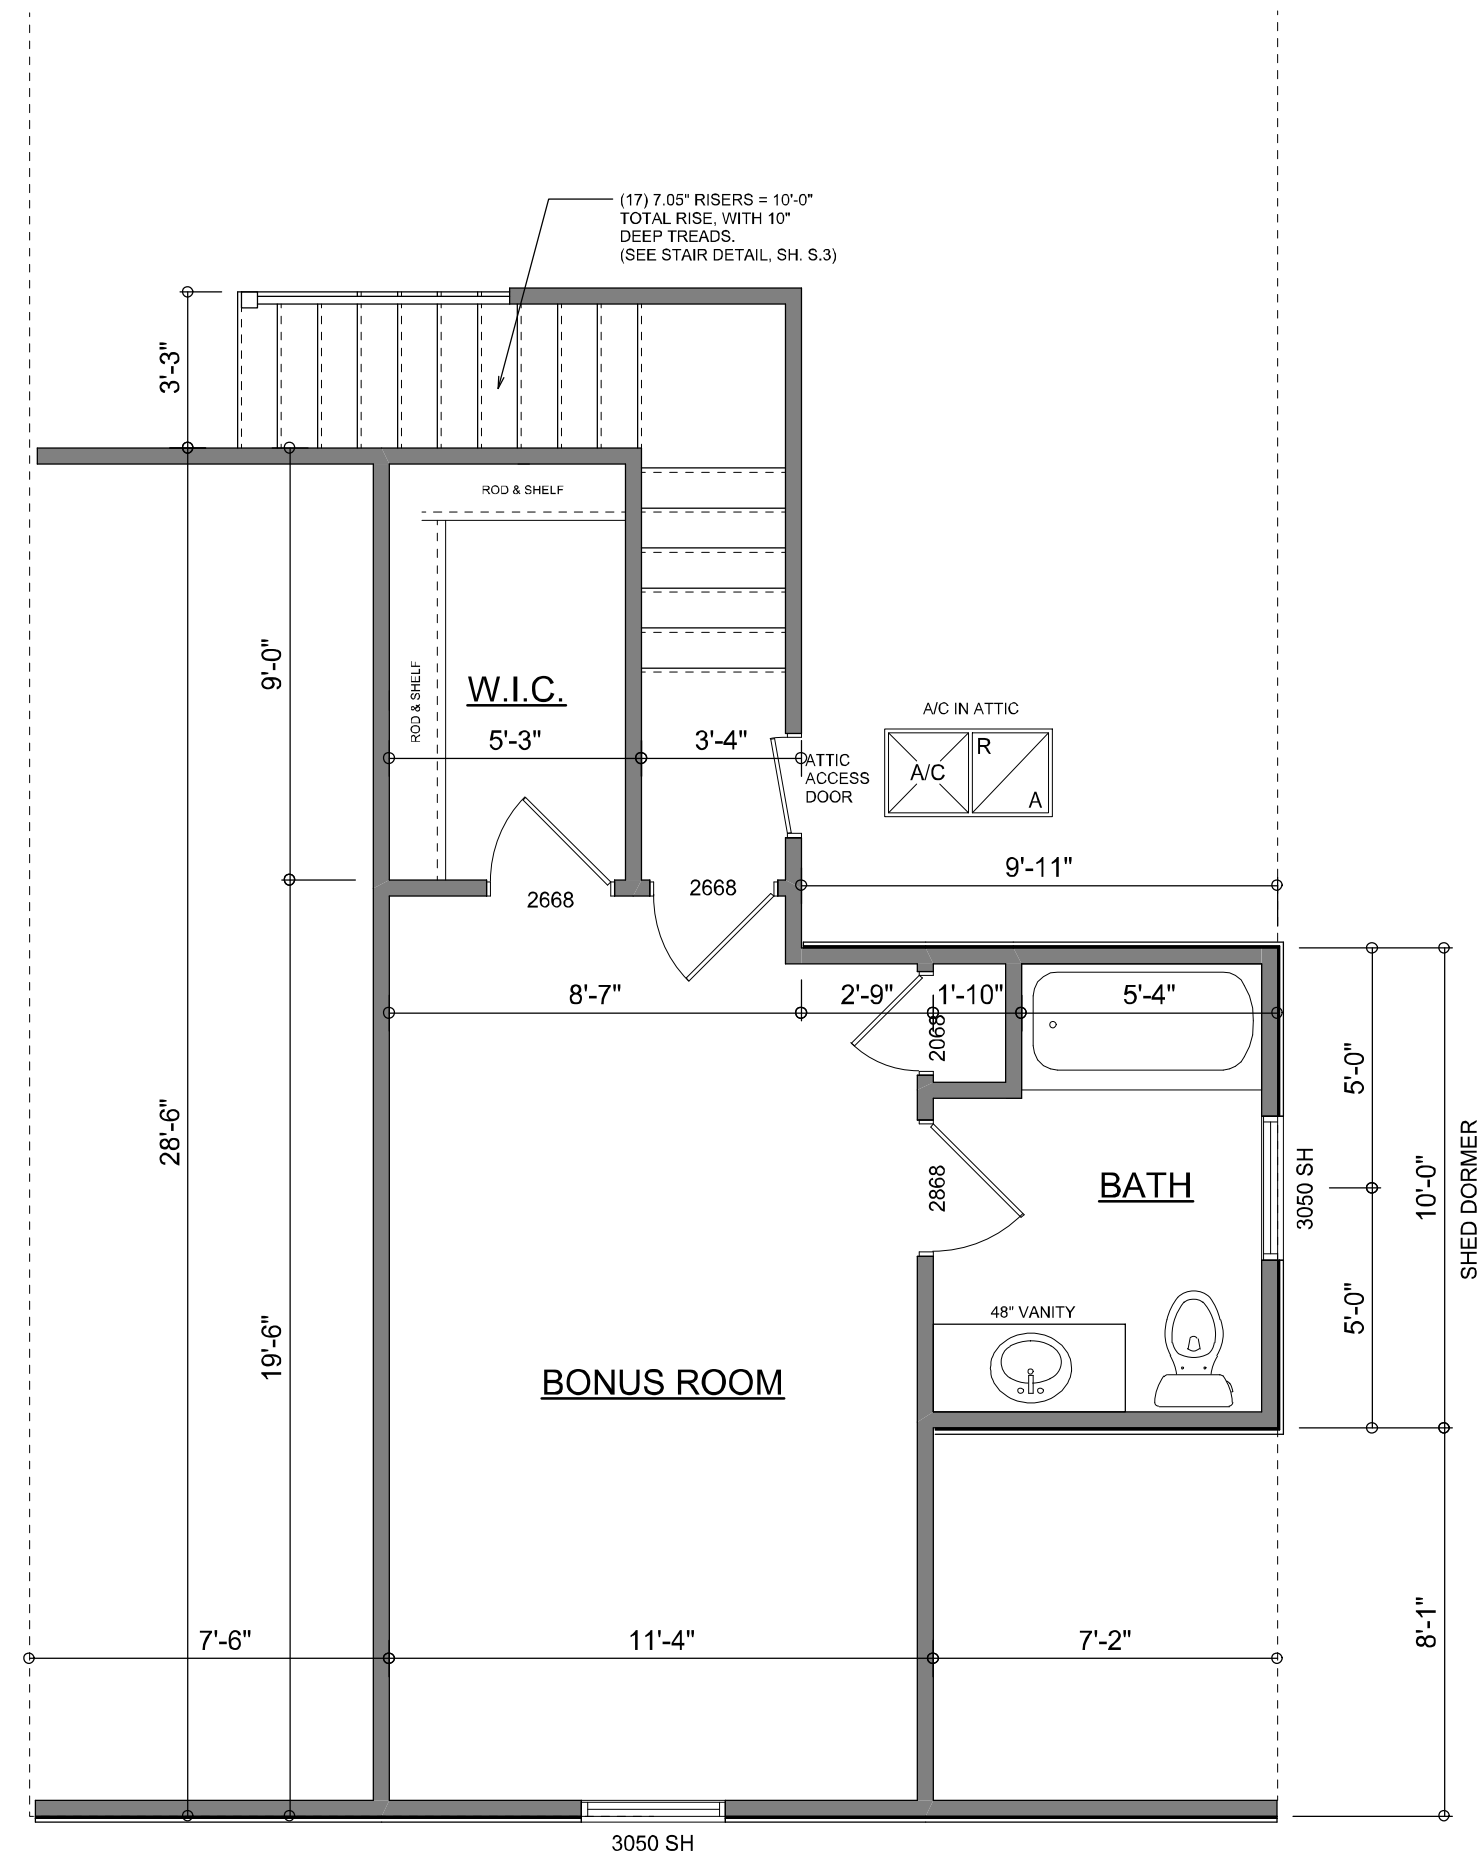 (17) 7.05" RISERS = 10'-0"
TOTAL RISE, WITH 10"
DEEP TREADS.
(SEE STAIR DETAIL, SH. S.3)
3'-3"
ROD & SHELF
9'-0"
ROD & SHELF
W.I.C.
5'-3"
3'-4"
ATTIC
ACCESS
DOOR
A/C IN ATTIC
A/C
R
A
9'-11"
2668
2668
8'-7"
2'-9"
1'-10"
5'-4"
2068
5'-0"
28'-6"
2868
BATH
3050 SH
10'-0"
SHED DORMER
19'-6"
48" VANITY
5'-0"
BONUS ROOM
7'-6"
11'-4"
7'-2"
8'-1"
3050 SH